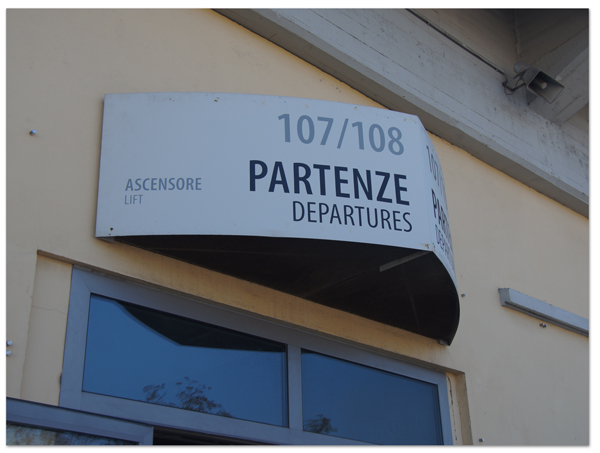 107/108
PARTENZE
DEPARTURES
ASCENSORE
LIFT